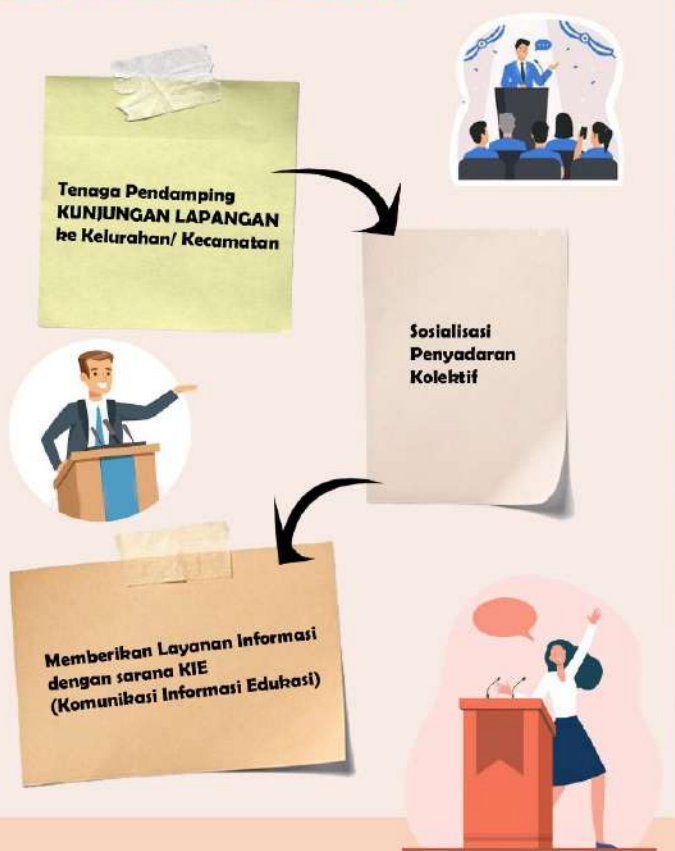 Tenaga Pendamping
KUNJUNGAN LAPANGAN
ke Kelurahan/ Kecamatan
Sosialisasi
Penyadaran
Kolektif
Memberikan Layanan Informasi
dengan sarana KIE
(Komunikasi Informasi Edukasi)